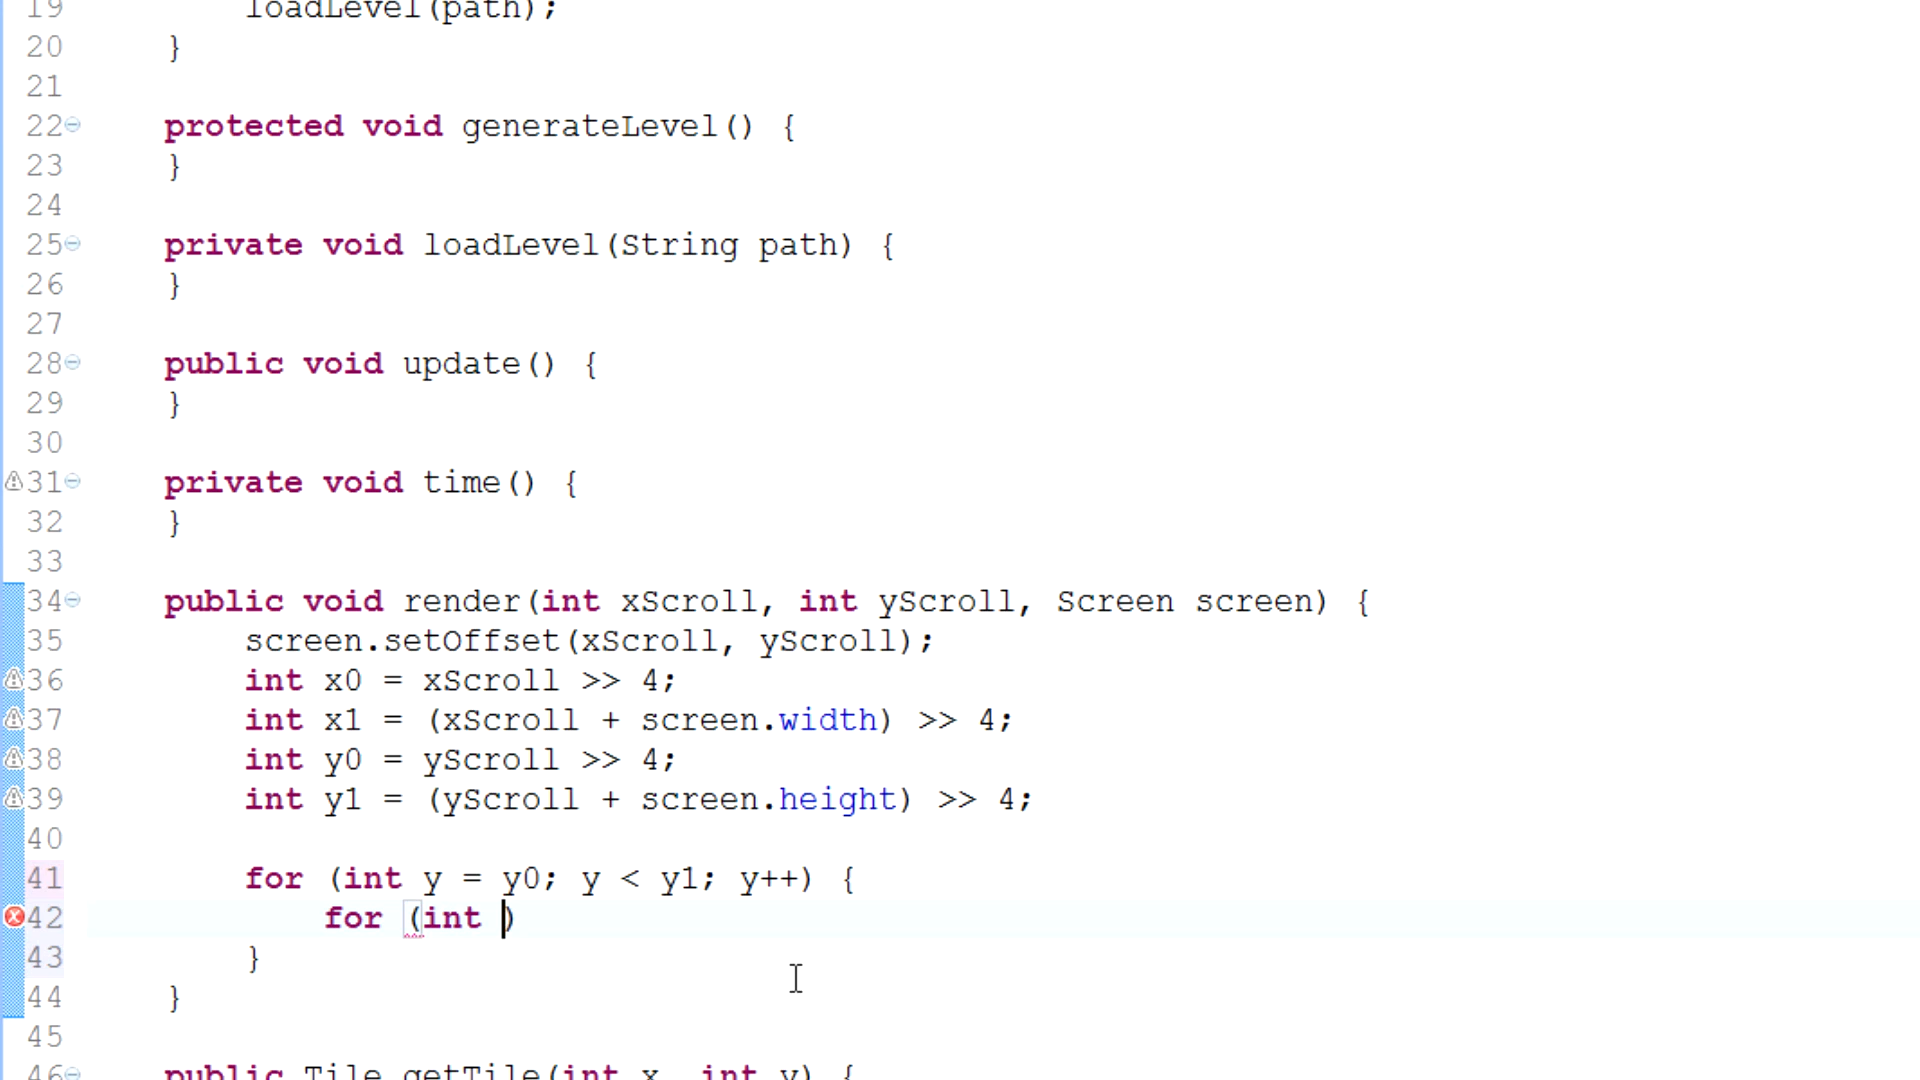 19 loadLevel(path);
20 }
21
22 protected void generateLevel() {
23 }
24
25 private void loadLevel(String path) {
26 }
27
28 public void update() {
29 }
30
31 private void time() {
32 }
33
34 public void render(int xScroll, int yScroll, Screen screen) {
35 screen.setOffset(xScroll, yScroll);
36 int x0 = xScroll >> 4;
37 int x1 = (xScroll + screen.width) >> 4;
38 int y0 = yScroll >> 4;
39 int y1 = (yScroll + screen.height) >> 4;
40
41 for (int y = y0; y < y1; y++) {
42 for (int )
43 }
44 }
45
46 public Tile getTile(int x, int y) {